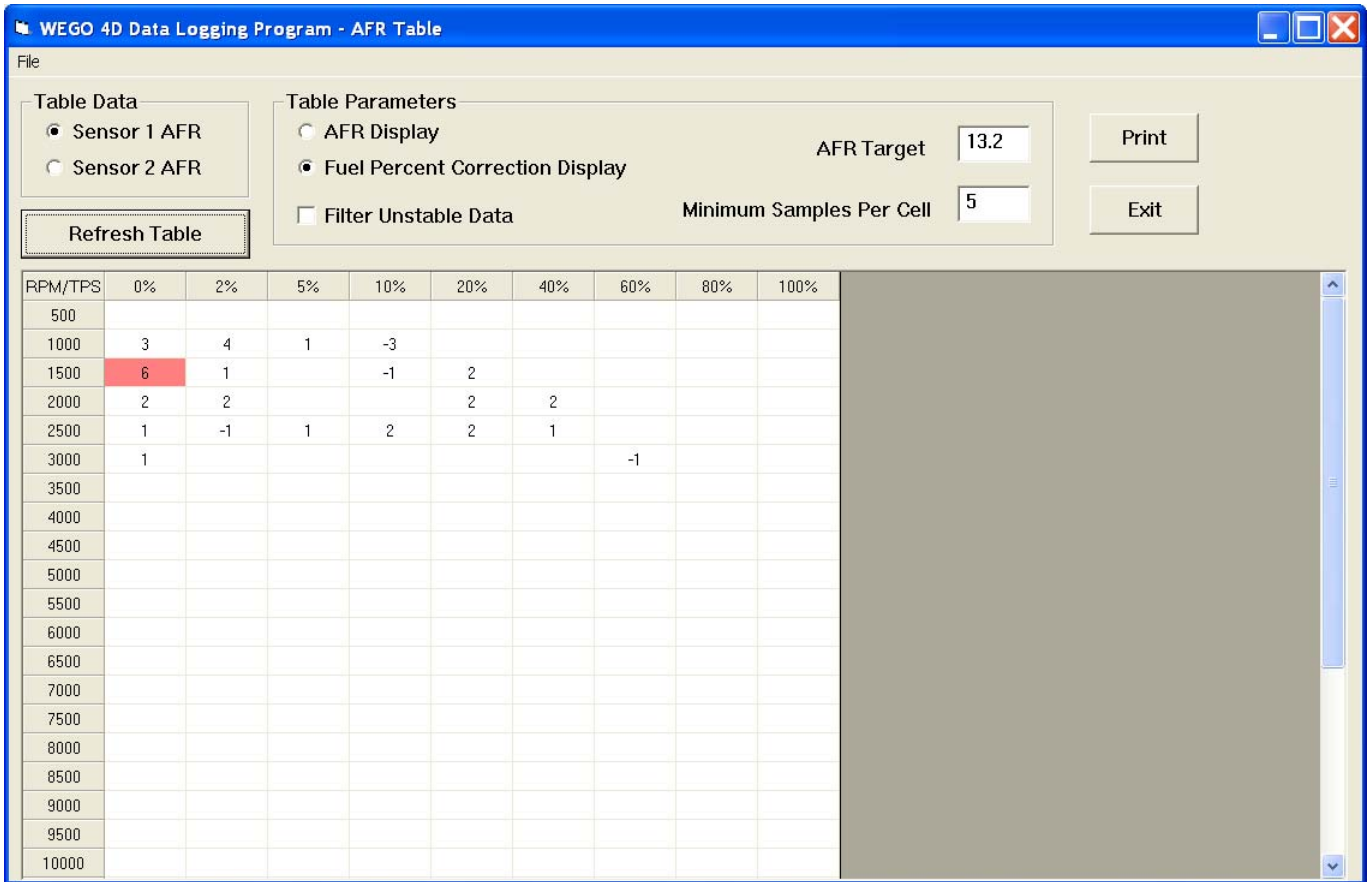 WEGO 4D Data Logging Program - AFR Table
File
Table Data
Sensor 1 AFR
Sensor 2 AFR
Refresh Table
Table Parameters
AFR Display
Fuel Percent Correction Display
Filter Unstable Data
AFR Target 13.2
Minimum Samples Per Cell 5
Print
Exit
RPM/TPS 0% 2% 5% 10% 20% 40% 60% 80% 100%
500
1000 3 4 1 -3
1500 6 1 -1 2
2000 2 2 2 2
2500 1 -1 1 2 2 1
3000 1 -1
3500
4000
4500
5000
5500
6000
6500
7000
7500
8000
8500
9000
9500
10000